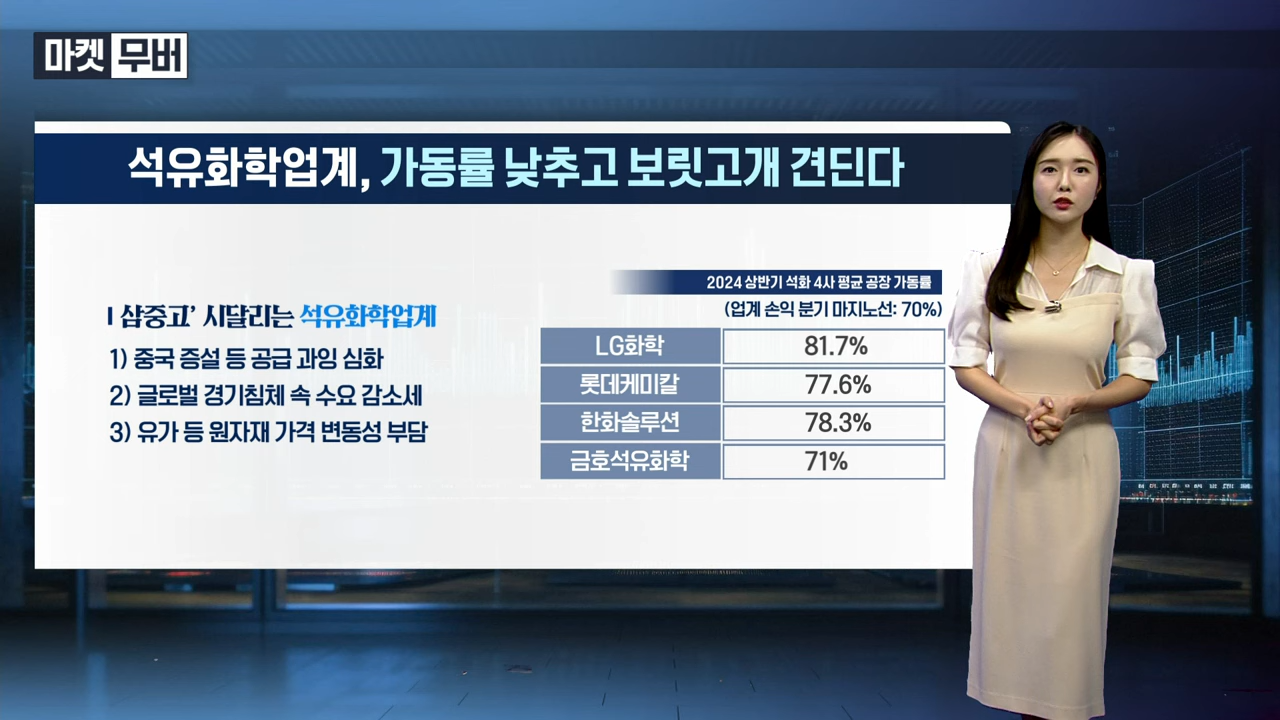 마켓 무버
석유화학업계, 가동률 낮추고 보릿고개 견딘다
삼중고' 시달리는 석유화학업계
1) 중국 증설 등 공급 과잉 심화
2) 글로벌 경기침체 속 수요 감소세
3) 유가 등 원자재 가격 변동성 부담
2024 상반기 석화 4사 평균 공장 가동률
(업계 손익 분기 마지노선: 70%)
LG화학 81.7%
롯데케미칼 77.6%
한화솔루션 78.3%
금호석유화학 71%